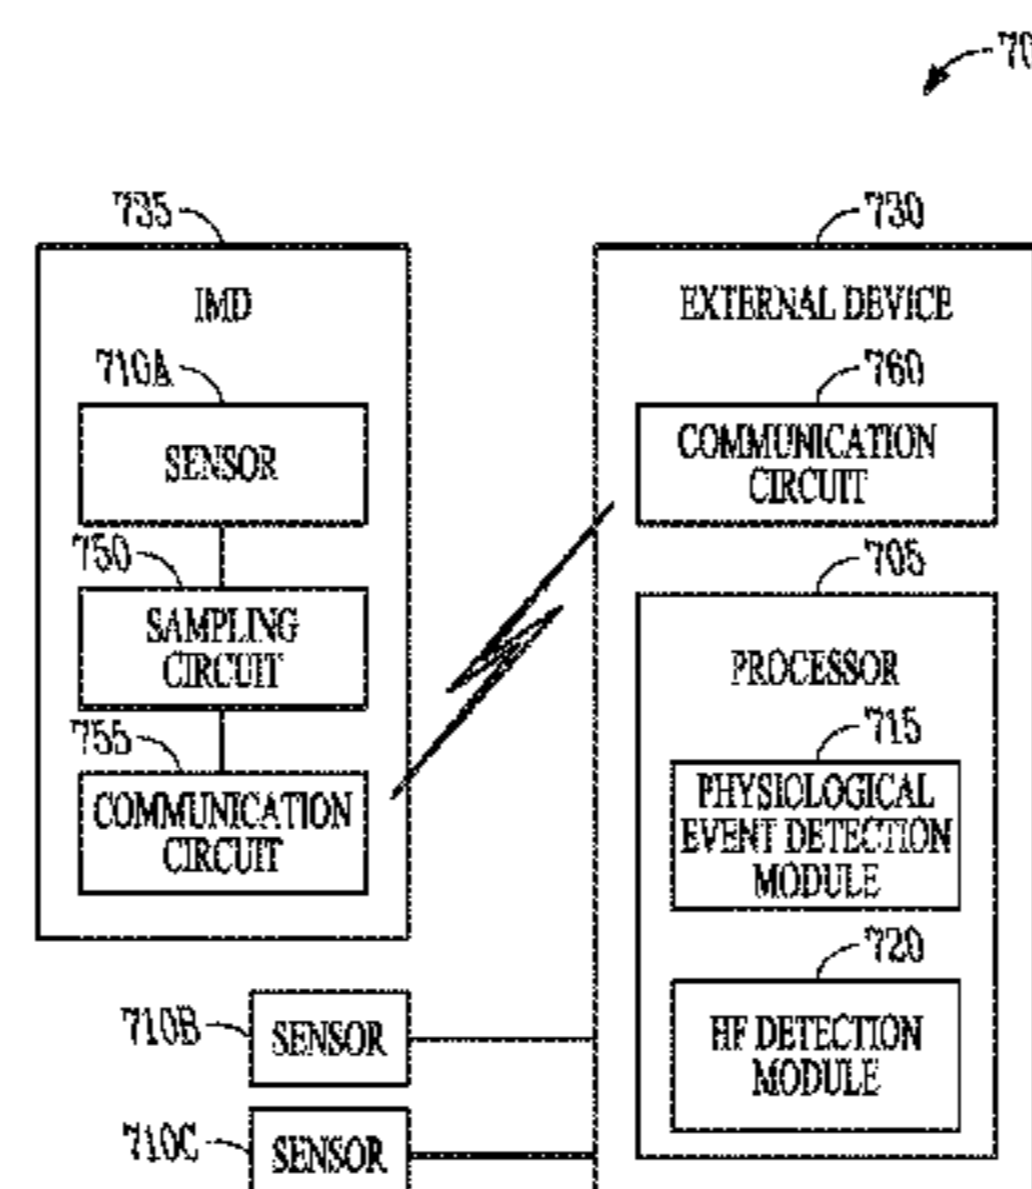 70
735
IMD
710A
SENSOR
750
SAMPLING
CIRCUIT
755
COMMUNICATION
CIRCUIT
730
EXTERNAL DEVICE
760
COMMUNICATION
CIRCUIT
705
PROCESSOR
715
PHYSIOLOGICAL
EVENT DETECTION
MODULE
720
HF DETECTION
MODULE
710B
SENSOR
710C
SENSOR